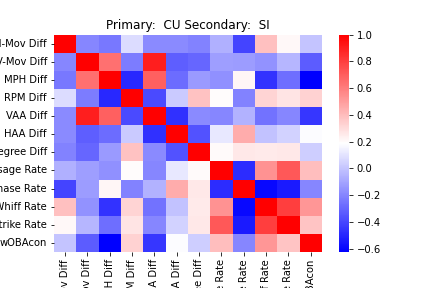 Primary:  CU Secondary:  SI
-Mov Diff
-Mov Diff
MPH Diff
RPM Diff
VAA Diff
HAA Diff
egree Diff
sage Rate
hase Rate
Whiff Rate
trike Rate
wOBAcon
ov Diff
ov Diff
H Diff
M Diff
A Diff
A Diff
ee Diff
e Rate
e Rate
ff Rate
e Rate
BAcon
1.0
0.8
0.6
0.4
0.2
0.0
−0.2
−0.4
−0.6